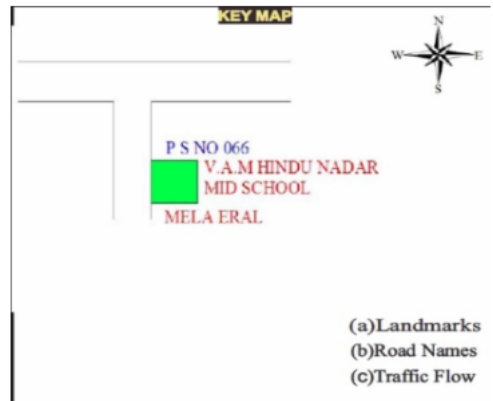 KEY MAP
N
W E
S
P S NO 066
V.A.M HINDU NADAR
MID SCHOOL
MELA ERAL
(a)Landmarks
(b)Road Names
(c)Traffic Flow